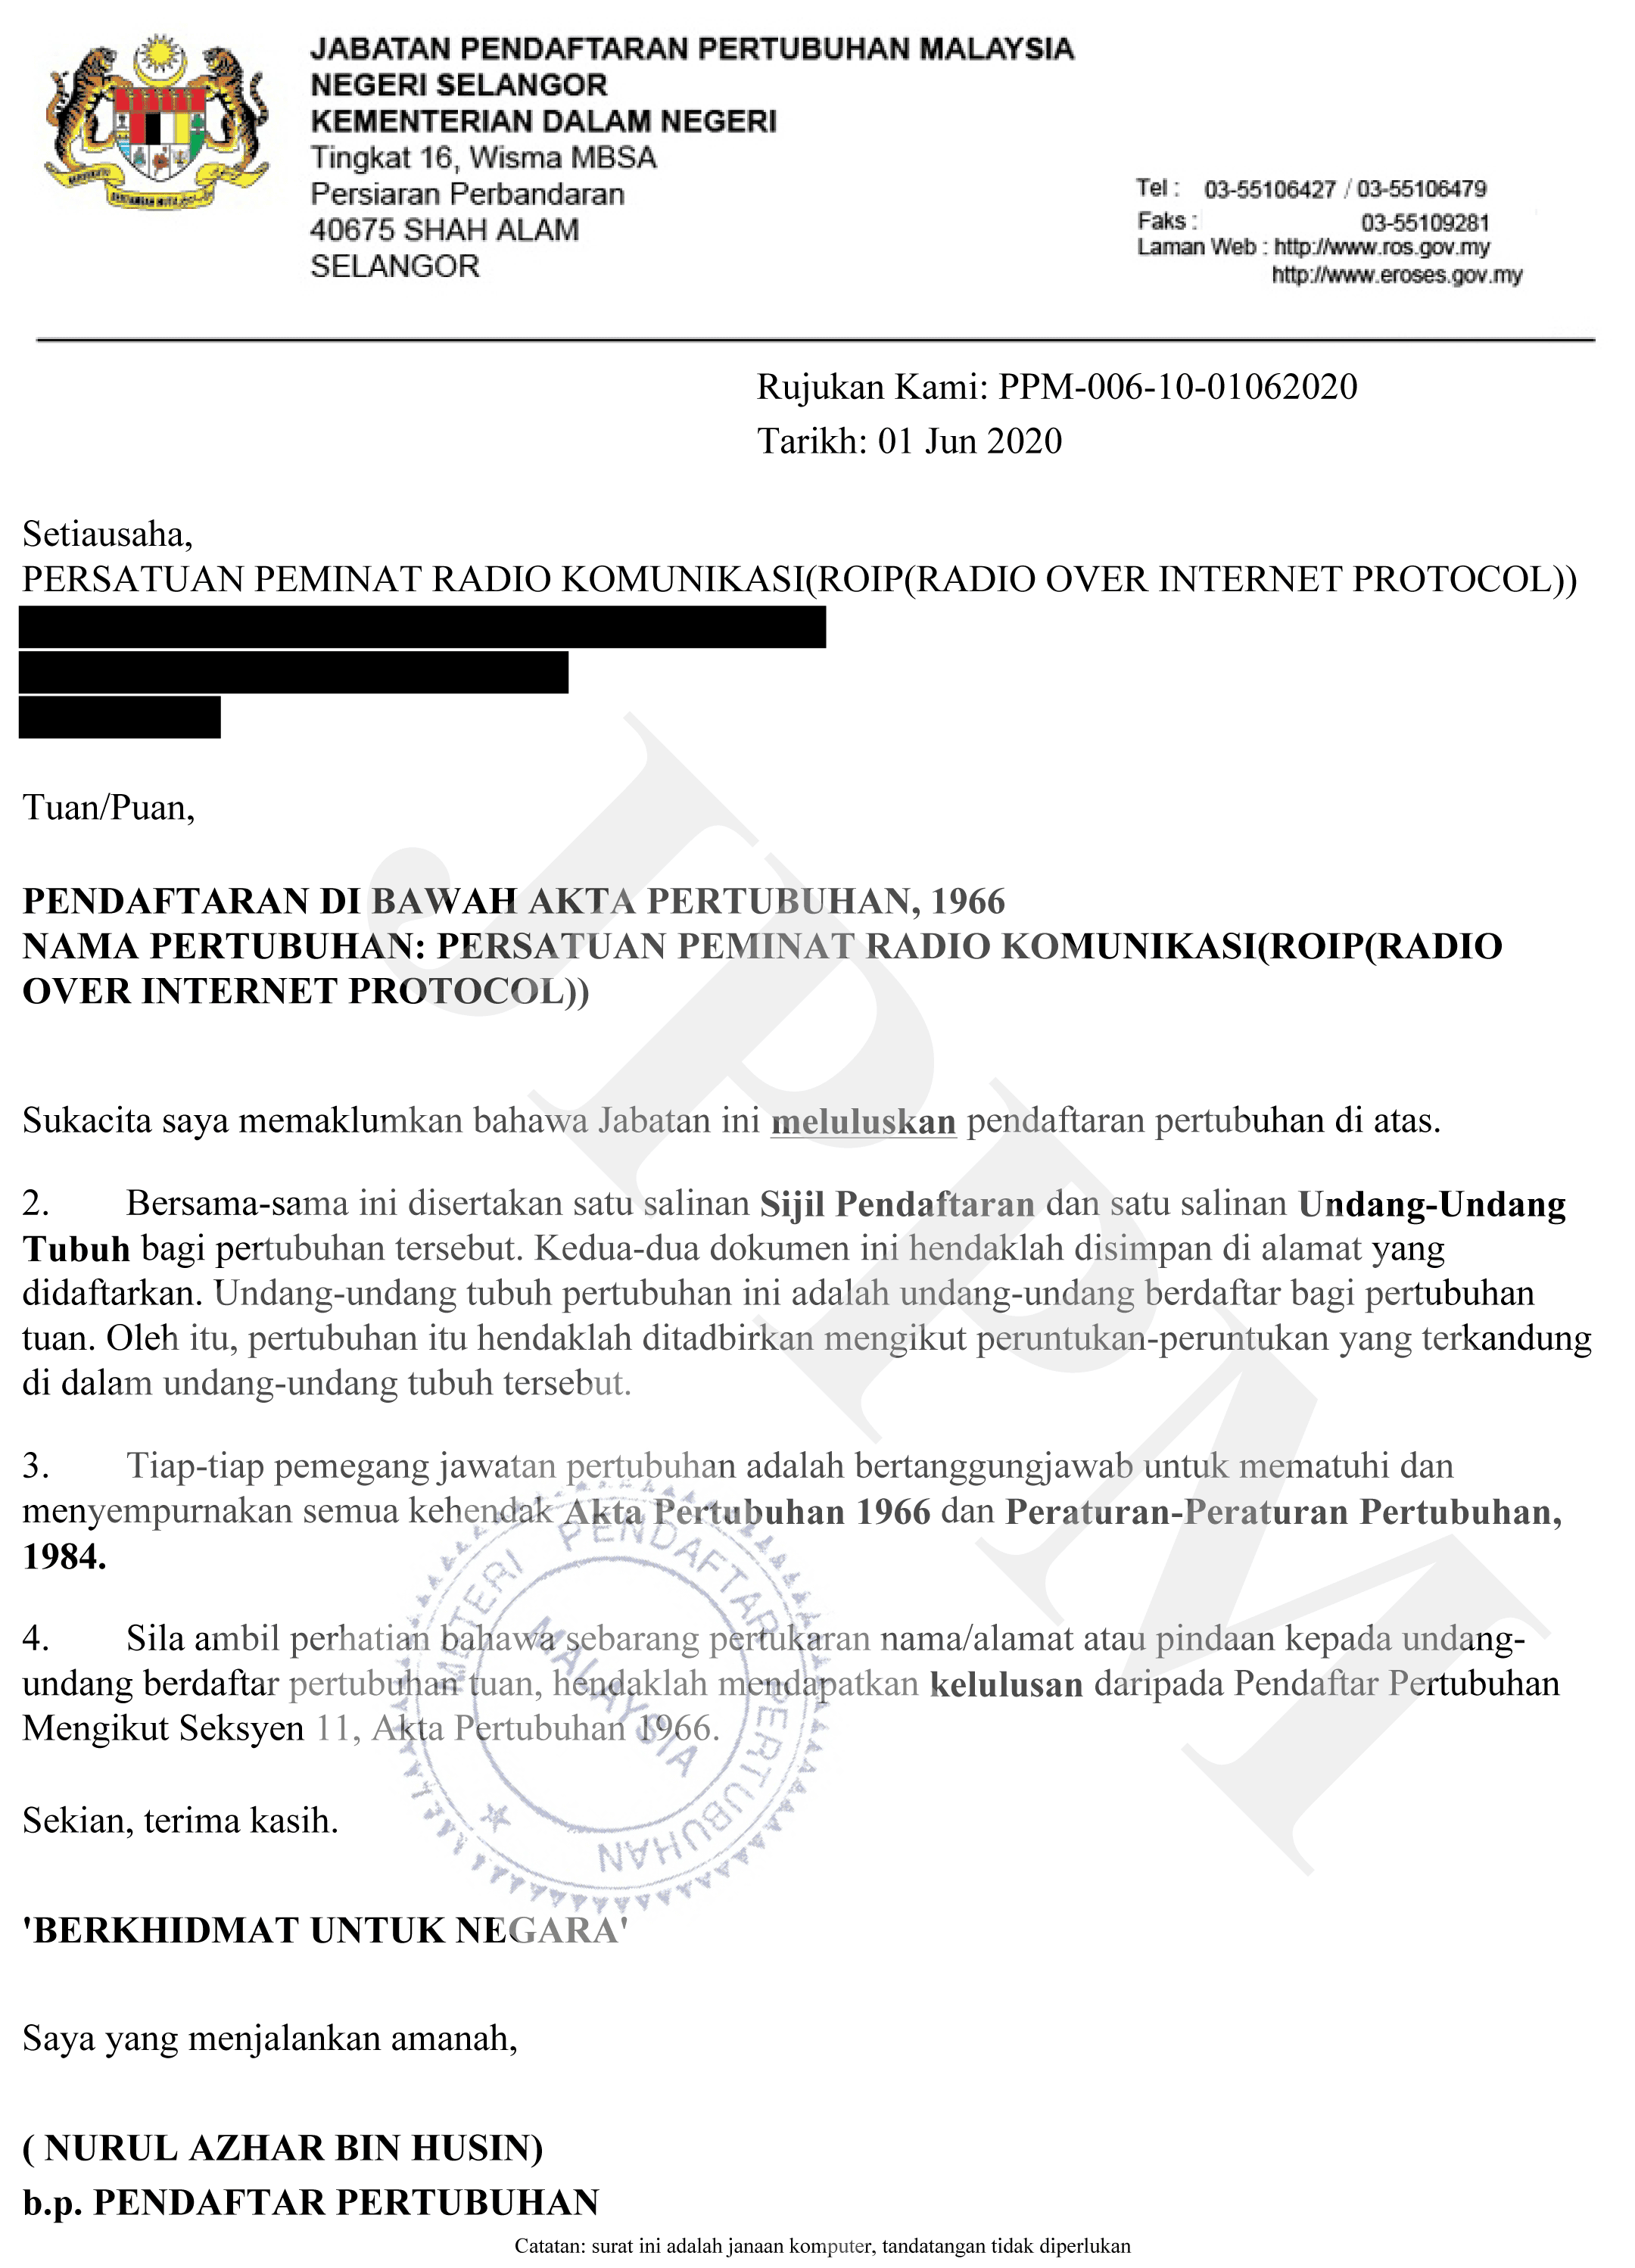 JABATAN PENDAFTARAN PERTUBUHAN MALAYSIA
NEGERI SELANGOR
KEMENTERIAN DALAM NEGERI
Tingkat 16, Wisma MBSA
Persiaran Perbandaran
40675 SHAH ALAM
SELANGOR
Tel : 03-55106427 / 03-55106479
Faks : 03-55109281
Laman Web : http://www.ros.gov.my
http://www.eroses.gov.my
Rujukan Kami: PPM-006-10-01062020
Tarikh: 01 Jun 2020
Setiausaha,
PERSATUAN PEMINAT RADIO KOMUNIKASI(ROIP(RADIO OVER INTERNET PROTOCOL))
Tuan/Puan,
PENDAFTARAN DI BAWAH AKTA PERTUBUHAN, 1966
NAMA PERTUBUHAN: PERSATUAN PEMINAT RADIO KOMUNIKASI(ROIP(RADIO
OVER INTERNET PROTOCOL))
Sukacita saya memaklumkan bahawa Jabatan ini meluluskan pendaftaran pertubuhan di atas.
2. Bersama-sama ini disertakan satu salinan Sijil Pendaftaran dan satu salinan Undang-Undang
Tubuh bagi pertubuhan tersebut. Kedua-dua dokumen ini hendaklah disimpan di alamat yang
didaftarkan. Undang-undang tubuh pertubuhan ini adalah undang-undang berdaftar bagi pertubuhan
tuan. Oleh itu, pertubuhan itu hendaklah ditadbirkan mengikut peruntukan-peruntukan yang terkandung
di dalam undang-undang tubuh tersebut.
3. Tiap-tiap pemegang jawatan pertubuhan adalah bertanggungjawab untuk mematuhi dan
menyempurnakan semua kehendak Akta Pertubuhan 1966 dan Peraturan-Peraturan Pertubuhan,
1984.
4. Sila ambil perhatian bahawa sebarang pertukaran nama/alamat atau pindaan kepada undang-
undang berdaftar pertubuhan tuan, hendaklah mendapatkan kelulusan daripada Pendaftar Pertubuhan
Mengikut Seksyen 11, Akta Pertubuhan 1966.
Sekian, terima kasih.
'BERKHIDMAT UNTUK NEGARA'
Saya yang menjalankan amanah,
( NURUL AZHAR BIN HUSIN)
b.p. PENDAFTAR PERTUBUHAN
Catatan: surat ini adalah janaan komputer, tandatangan tidak diperlukan
JPPM
METERI PENDAFTAR PERTUBUHAN
MALAYSIA